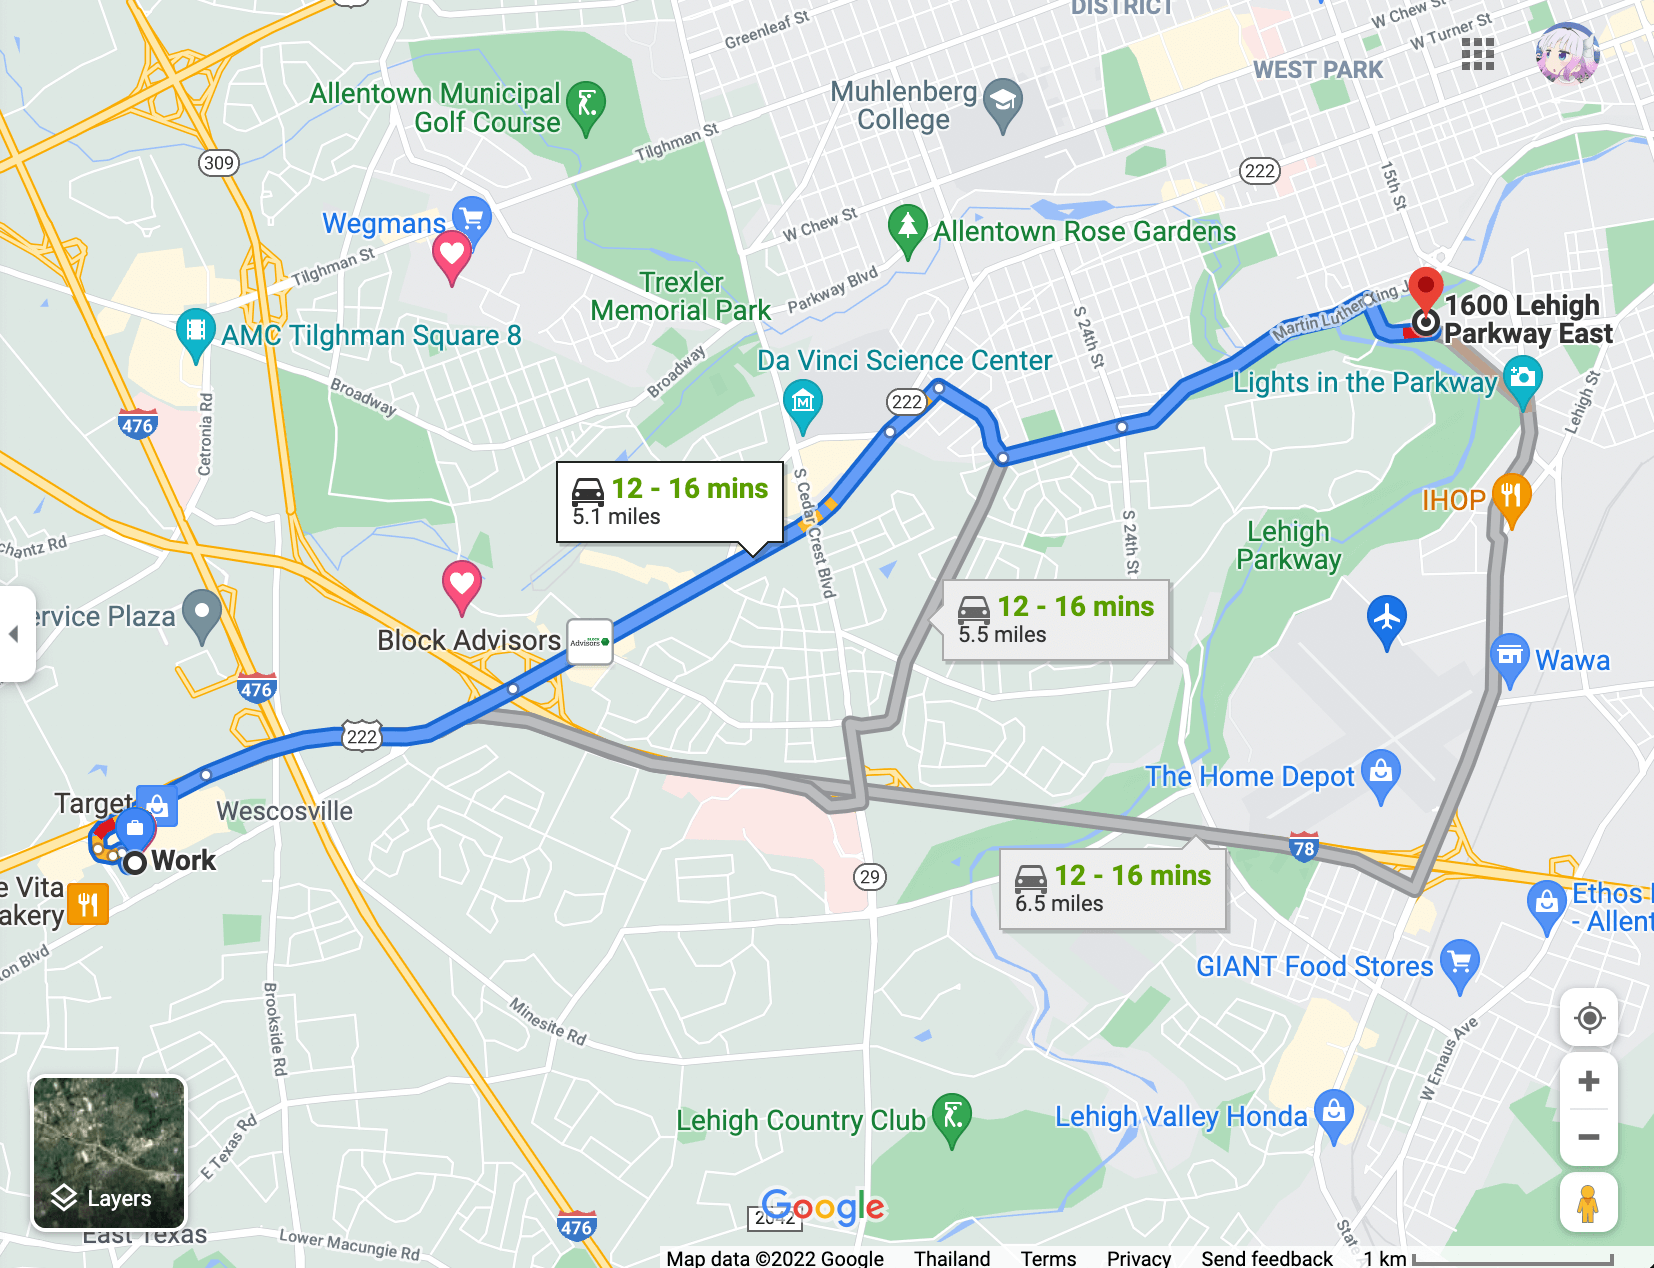 DISTRICT
Greenleaf St
W Chew St
W Turner St
WEST PARK
Allentown Municipal
Golf Course
Muhlenberg
College
Tilghman St
309
222
15th St
Wegmans
W Chew St
Allentown Rose Gardens
Tilghman St
Trexler
Memorial Park
Parkway Blvd
AMC Tilghman Square 8
S 24th St
Martin Luther King J
1600 Lehigh
Parkway East
Da Vinci Science Center
Broadway
Broadway
Lights in the Parkway
Lehigh St
222
476
Cetronia Rd
12 - 16 mins
5.1 miles
S Cedar Crest Blvd
IHOP
S 24th St
Lehigh
Parkway
chantz Rd
ervice Plaza
Block Advisors
12 - 16 mins
5.5 miles
Wawa
476
222
The Home Depot
Target
Wescosville
Work
78
29
12 - 16 mins
6.5 miles
e Vita
akery
Ethos
- Allent
ton Blvd
GIANT Food Stores
Brookside Rd
Minesite Rd
W Emaus Ave
Lehigh Country Club
Lehigh Valley Honda
E Texas Rd
Layers
East Texas
Lower Macungie Rd
476
2042
Google
State
Map data ©2022 Google Thailand Terms Privacy Send feedback 1 km